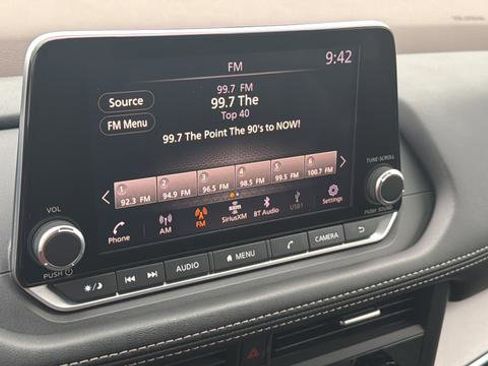 FM
9:42
99.7 FM
Source
99.7 The
Top 40
FM Menu
99.7 The Point The 90's to NOW!
1 2 3 4 5 6
92.3 FM 94.9 FM 96.5 FM 98.5 FM 99.5 FM 100.7 FM
TUNE·SCROLL
VOL
Phone AM FM SiriusXM BT Audio USB1 Settings
PUSH
PUSH SOUND
AUDIO MENU CAMERA